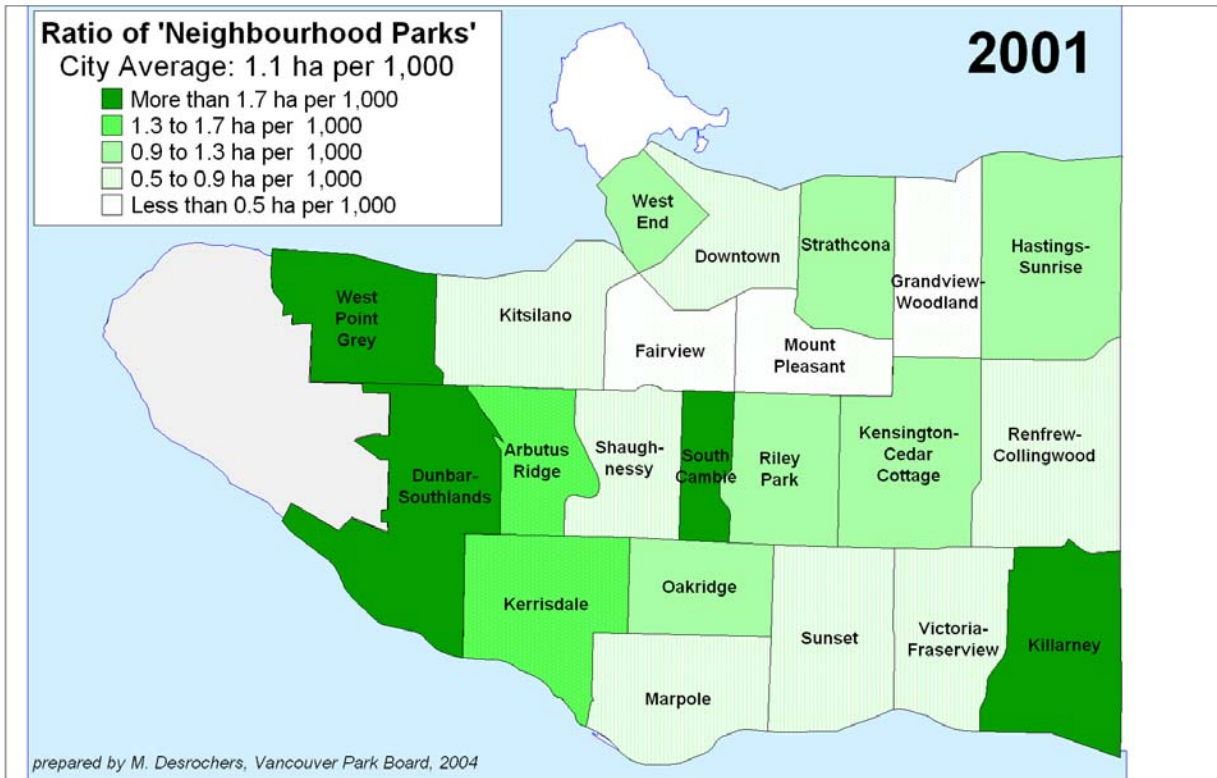 Ratio of 'Neighbourhood Parks'
City Average: 1.1 ha per 1,000
More than 1.7 ha per 1,000
1.3 to 1.7 ha per 1,000
0.9 to 1.3 ha per 1,000
0.5 to 0.9 ha per 1,000
Less than 0.5 ha per 1,000
2001
West
End
Downtown
Strathcona
Grandview-
Woodland
Hastings-
Sunrise
West
Point
Grey
Kitsilano
Fairview
Mount
Pleasant
Dunbar-
Southlands
Arbutus
Ridge
Shaugh-
nessy
South
Cambie
Riley
Park
Kensington-
Cedar
Cottage
Renfrew-
Collingwood
Kerrisdale
Oakridge
Marpole
Sunset
Victoria-
Fraserview
Killarney
prepared by M. Desrochers, Vancouver Park Board, 2004